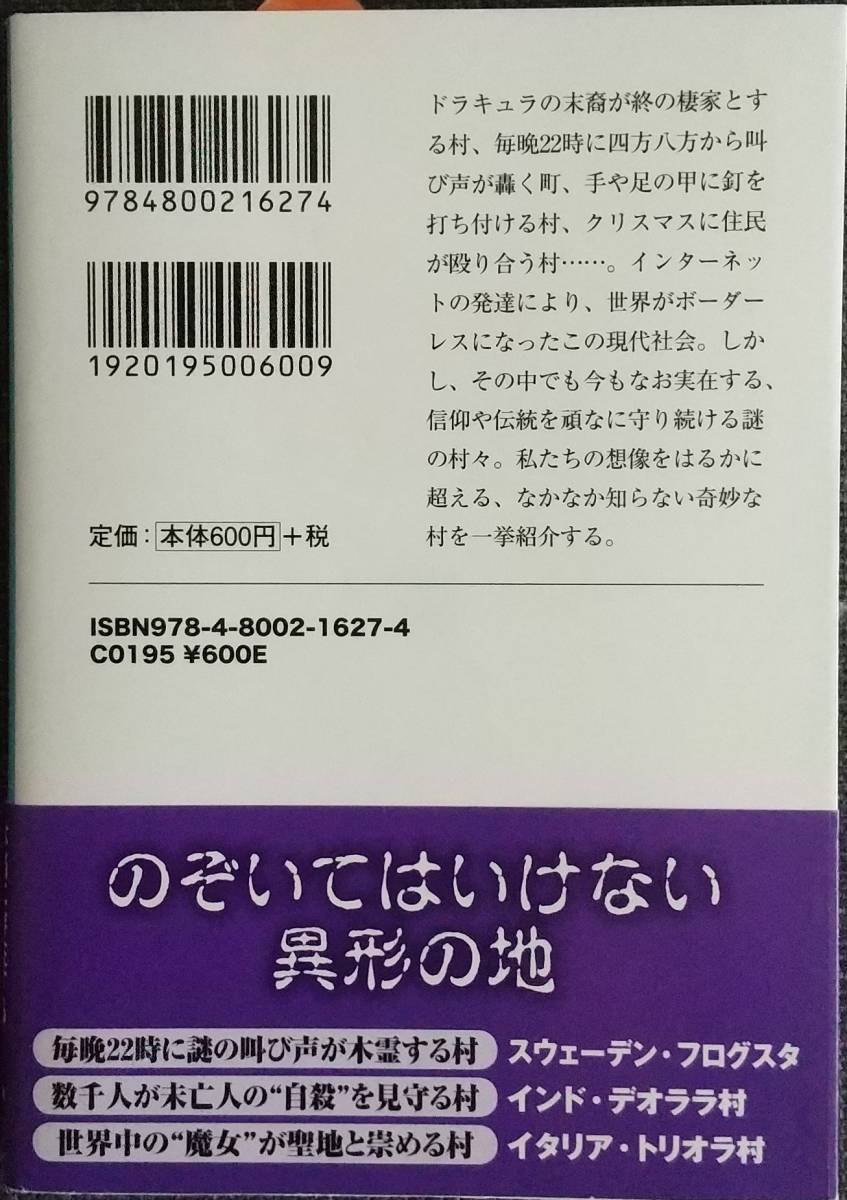 9784800216274
1920195006009
定価：本体600円+税
ドラキュラの末裔が終の棲家とす
る村、毎晩22時に四方八方から叫
び声が轟く町、手や足の甲に釘を
打ち付ける村、クリスマスに住民
が殴り合う村……。インターネッ
トの発達により、世界がボーダー
レスになったこの現代社会。しか
し、その中でも今もなお実在する、
信仰や伝統を頑なに守り続ける謎
の村々。私たちの想像をはるかに
超える、なかなか知らない奇妙な
村を一挙紹介する。
ISBN978-4-8002-1627-4
C0195 ¥600E
のぞいてはいけない
異形の地
毎晩22時に謎の叫び声が木霊する村 スウェーデン・フログスタ
数千人が未亡人の“自殺”を見守る村 インド・デオララ村
世界中の“魔女”が聖地と崇める村 イタリア・トリオラ村